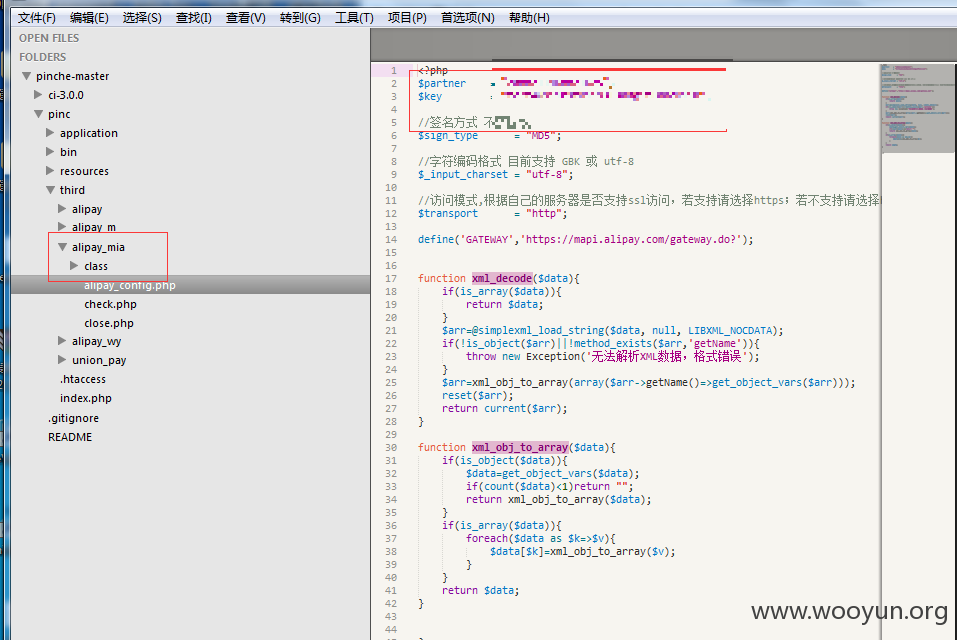 文件(F) 编辑(E) 选择(S) 查找(I) 查看(V) 转到(G) 工具(T) 项目(P) 首选项(N) 帮助(H)
OPEN FILES
FOLDERS
pinche-master
ci-3.0.0
pinc
application
bin
resources
third
alipay
alipay_m
alipay_mia
class
alipay_config.php
check.php
close.php
alipay_wy
union_pay
.htaccess
index.php
.gitignore
README
1 <?php
2 $partner =
3 $key
4
5 //签名方式 不
6 $sign_type = "MD5";
7
8 //字符编码格式 目前支持 GBK 或 utf-8
9 $_input_charset = "utf-8";
10
11 //访问模式,根据自己的服务器是否支持ssl访问，若支持请选择https；若不支持请选择
12 $transport = "http";
13
14 define('GATEWAY','https://mapi.alipay.com/gateway.do?');
15
16
17 function xml_decode($data){
18 if(is_array($data)){
19 return $data;
20 }
21 $arr=@simplexml_load_string($data, null, LIBXML_NOCDATA);
22 if(!is_object($arr)||!method_exists($arr,'getName')){
23 throw new Exception('无法解析XML数据，格式错误');
24 }
25 $arr=xml_obj_to_array(array($arr->getName()=>get_object_vars($arr)));
26 reset($arr);
27 return current($arr);
28 }
29
30 function xml_obj_to_array($data){
31 if(is_object($data)){
32 $data=get_object_vars($data);
33 if(count($data)<1)return "";
34 return xml_obj_to_array($data);
35 }
36 if(is_array($data)){
37 foreach($data as $k=>$v){
38 $data[$k]=xml_obj_to_array($v);
39 }
40 }
41 return $data;
42 }
43
44
www.wooyun.org